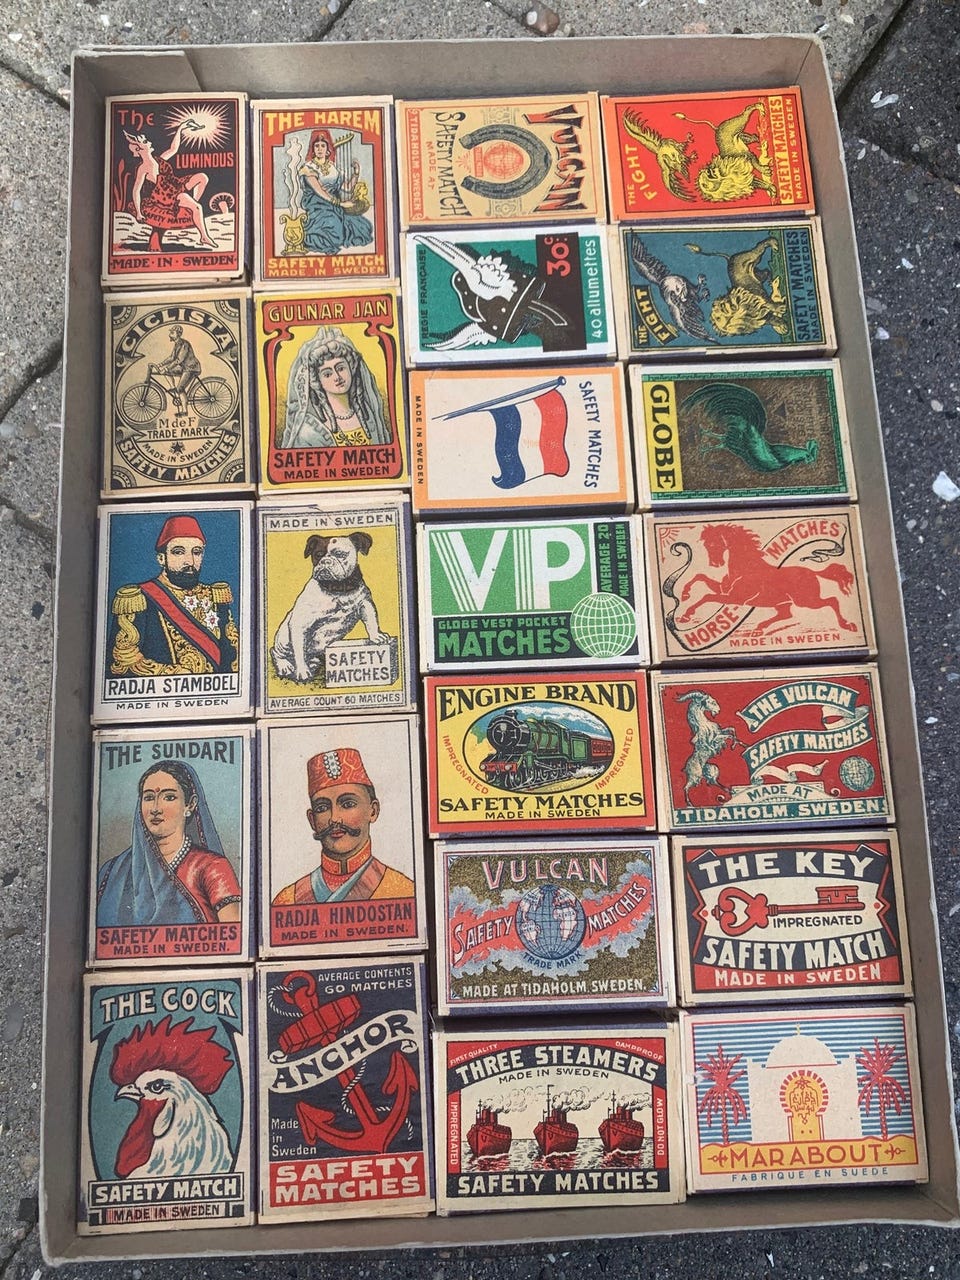 THE
LUMINOUS
SAFETY MATCH
MADE·IN·SWEDEN
THE HAREM
SAFETY MATCH
MADE IN SWEDEN
VULCAN
SAFETY MATCH
MADE AT
TIDAHOLM SWEDEN
THE
FIGHT
SAFETY MATCHES
MADE IN SWEDEN
REGIE FRANÇAISE
30c
40 allumettes
THE
FIGHT
SAFETY MATCHES
MADE IN SWEDEN
CICLISTA
MdeF
TRADE MARK
MADE IN SWEDEN
SAFETY MATCHES
GULNAR JAN
SAFETY MATCH
MADE IN SWEDEN
MADE IN SWEDEN
SAFETY MATCHES
GLOBE
RADJA STAMBOEL
MADE IN SWEDEN
MADE IN SWEDEN
SAFETY
MATCHES
AVERAGE COUNT 60 MATCHES
VP
AVERAGE 20
MADE IN SWEDEN
GLOBE VEST POCKET
MATCHES
HORSE-
MATCHES
MADE IN SWEDEN.
ENGINE BRAND
IMPREGNATED
IMPREGNATED
SAFETY MATCHES
MADE IN SWEDEN
THE VULCAN
SAFETY MATCHES
MADE AT
TIDAHOLM. SWEDEN.
THE SUNDARI
SAFETY MATCHES
MADE IN SWEDEN.
RADJA HINDOSTAN
MADE IN SWEDEN.
VULCAN
SAFETY MATCHES
TRADE MARK
MADE AT TIDAHOLM SWEDEN.
THE KEY
IMPREGNATED
SAFETY MATCH
MADE IN SWEDEN
THE COCK
SAFETY MATCH
MADE IN SWEDEN
AVERAGE CONTENTS
60 MATCHES
ANCHOR
Made
in
Sweden
SAFETY
MATCHES
FIRST QUALITY
DAMPPROOF
THREE STEAMERS
MADE IN SWEDEN
IMPREGNATED
DO NOT GLOW
SAFETY MATCHES
MARABOUT
FABRIQUE EN SUEDE